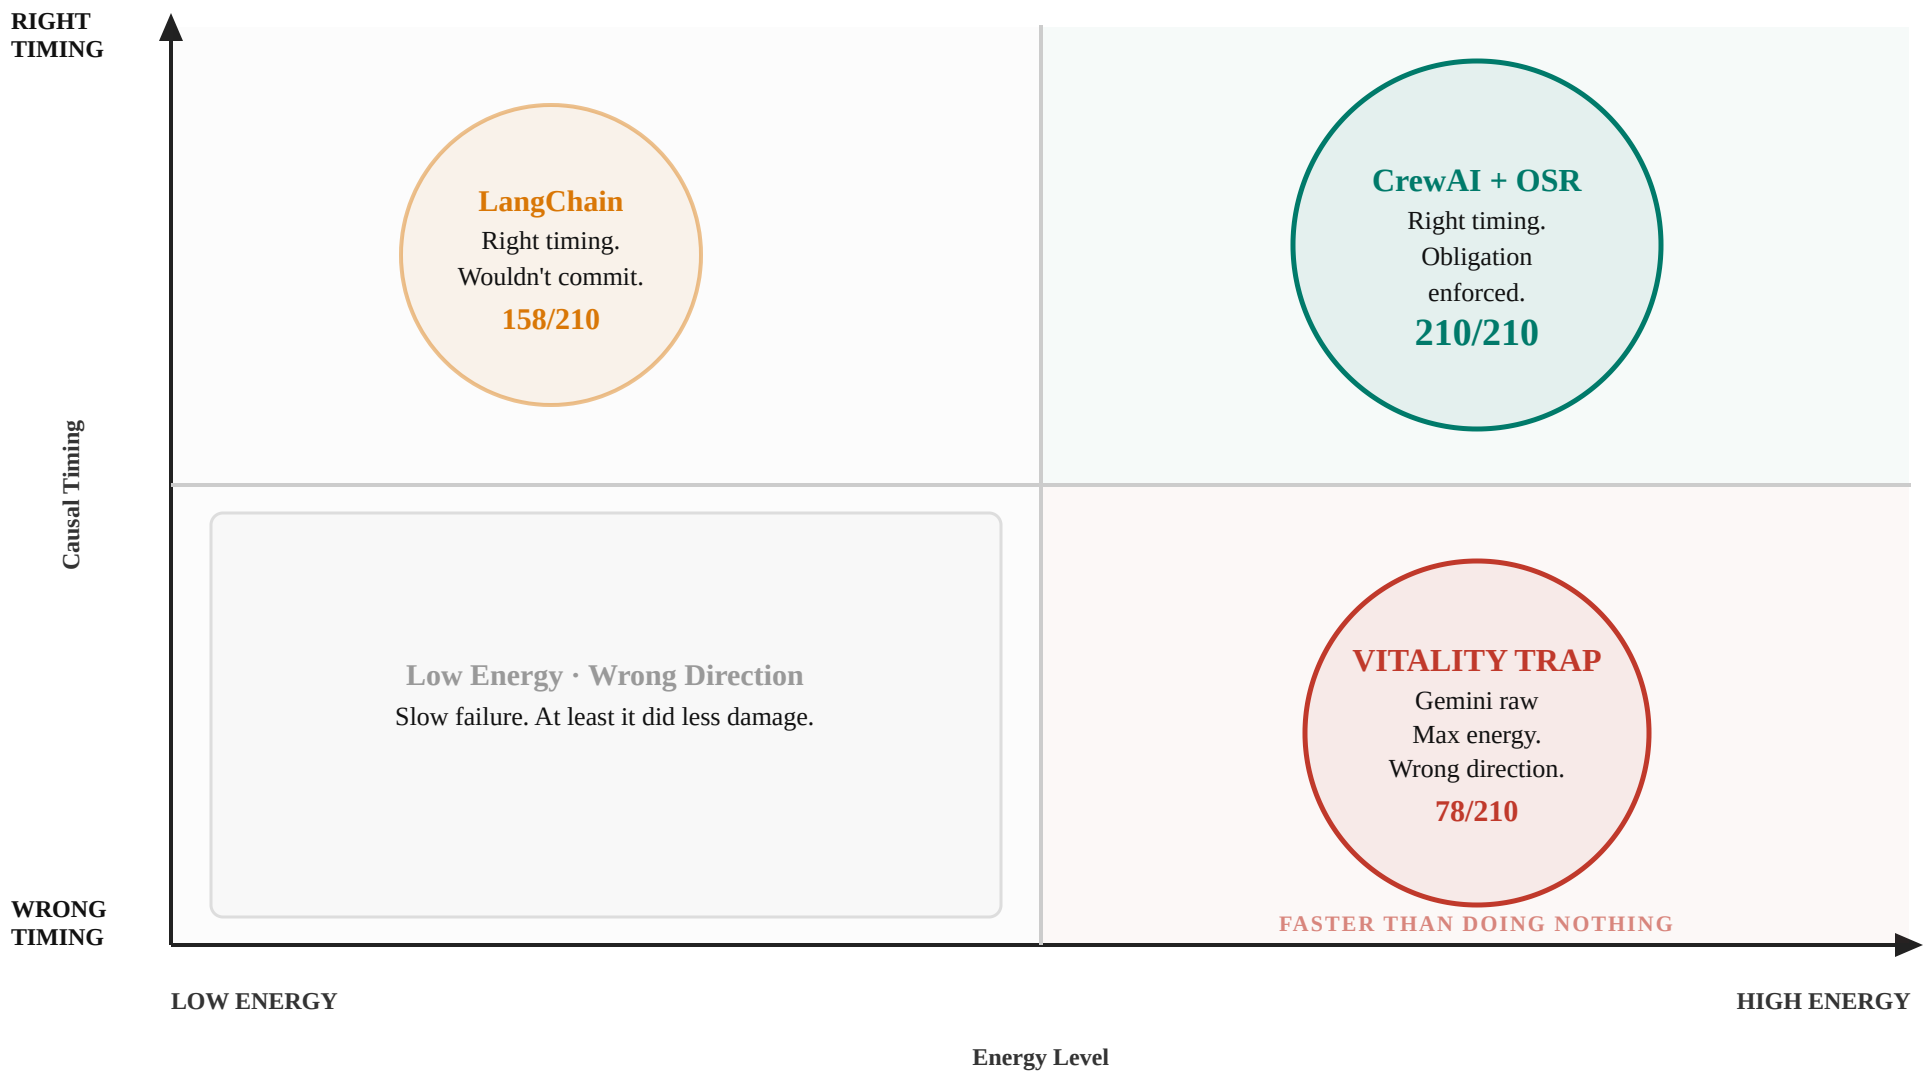 RIGHT
TIMING
LangChain
Right timing.
Wouldn't commit.
158/210
CrewAI + OSR
Right timing.
Obligation
enforced.
210/210
Causal Timing
Low Energy · Wrong Direction
Slow failure. At least it did less damage.
VITALITY TRAP
Gemini raw
Max energy.
Wrong direction.
78/210
FASTER THAN DOING NOTHING
WRONG
TIMING
LOW ENERGY
HIGH ENERGY
Energy Level